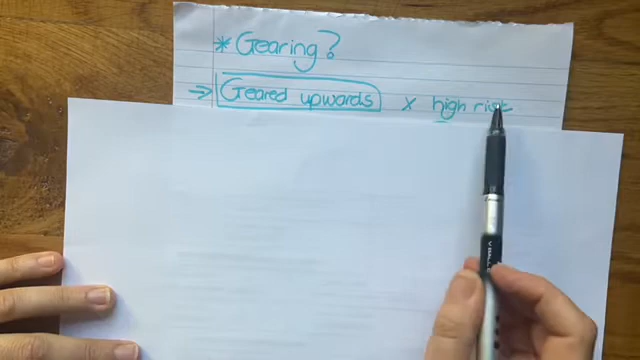 * Gearing?
→ Geared upwards x high risk